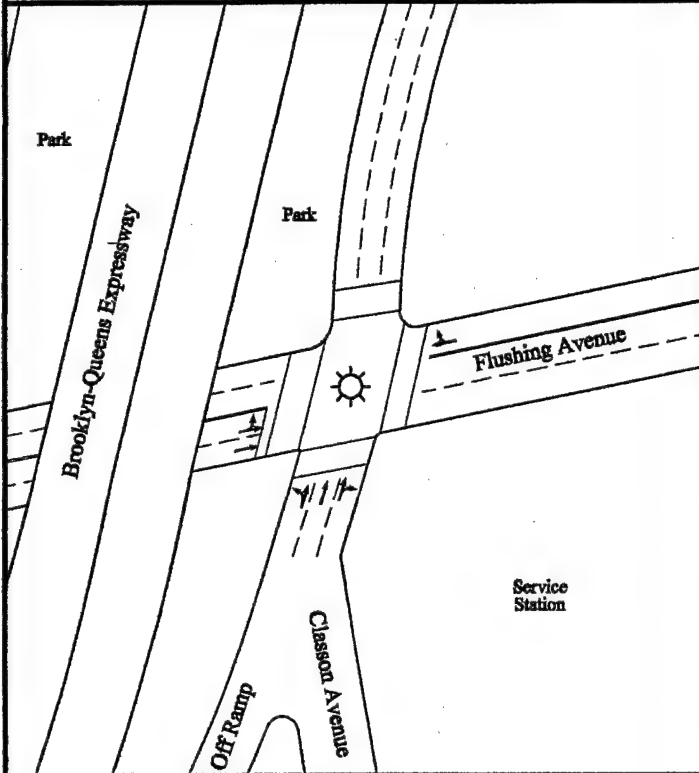 Park
Park
Brooklyn-Queens Expressway
Flushing Avenue
Service
Station
Classon Avenue
Off Ramp